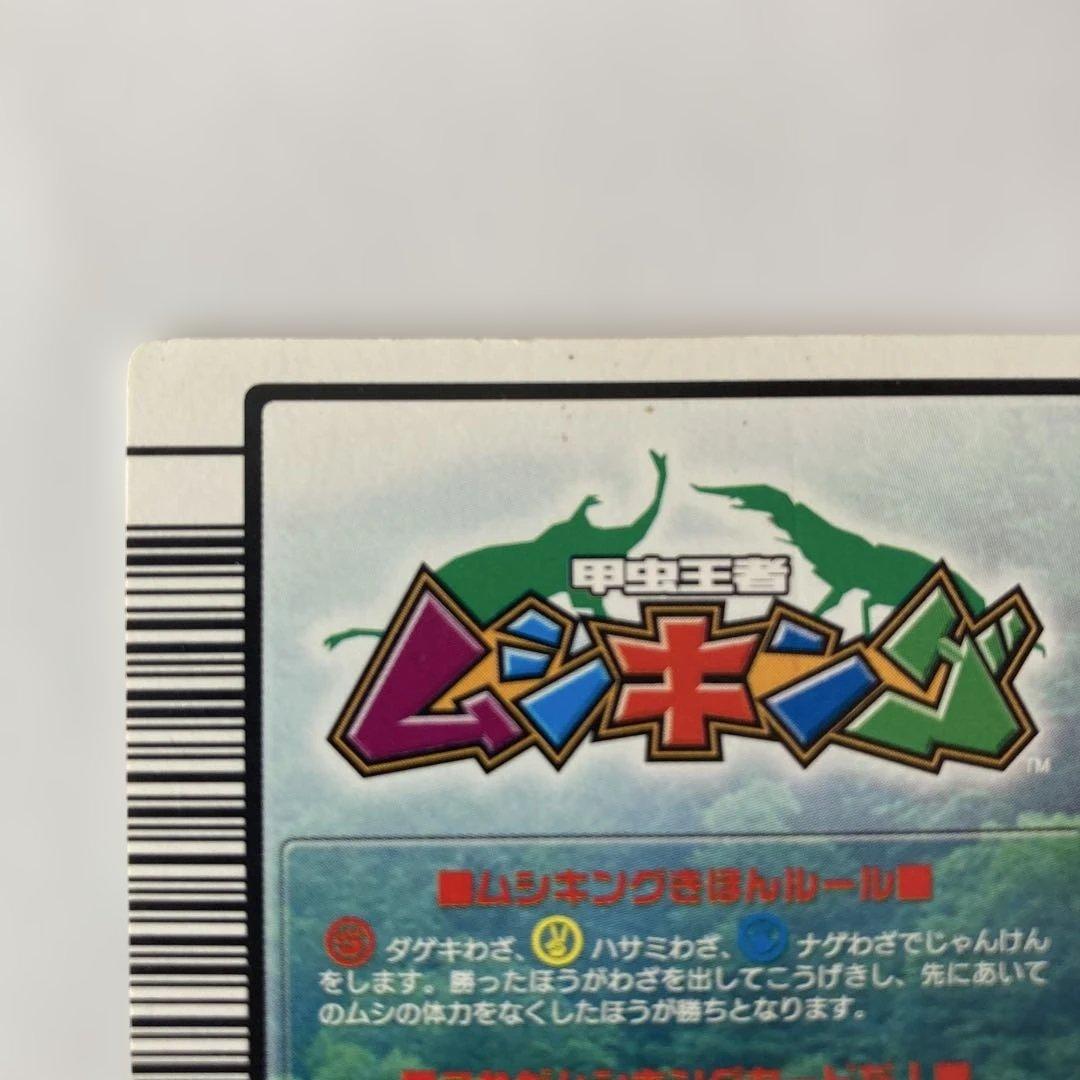 甲虫王者
ムシキング
TM
■ムシキングきほんルール■
ダゲキわざ、ハサミわざ、ナゲわざでじゃんけん
をします。勝ったほうがわざを出してこうげきし、先にあいて
のムシの体力をなくしたほうが勝ちとなります。